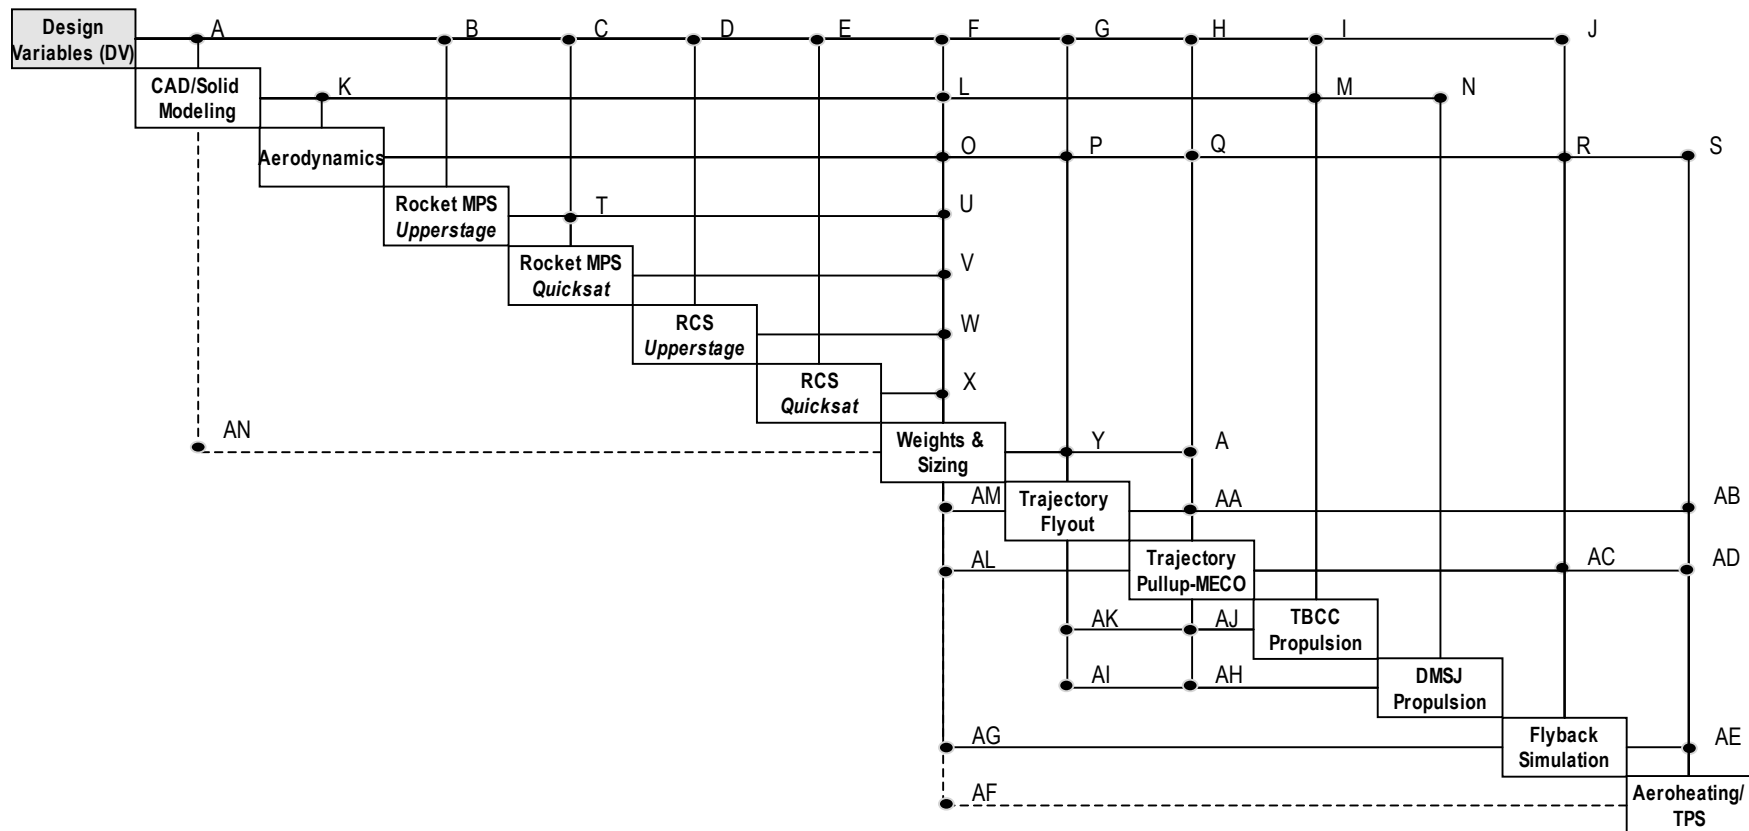 Design
Variables (DV)
A
B
C
D
E
F
G
H
I
J
CAD/Solid
Modeling
K
L
M
N
Aerodynamics
O
P
Q
R
S
Rocket MPS
Upperstage
T
U
Rocket MPS
Quicksat
V
RCS
Upperstage
W
RCS
Quicksat
X
AN
Weights &
Sizing
Y
A
AM
Trajectory
Flyout
AA
AB
AL
Trajectory
Pullup-MECO
AC
AD
AK
AJ
TBCC
Propulsion
AI
AH
DMSJ
Propulsion
AG
Flyback
Simulation
AE
AF
Aeroheating/
TPS